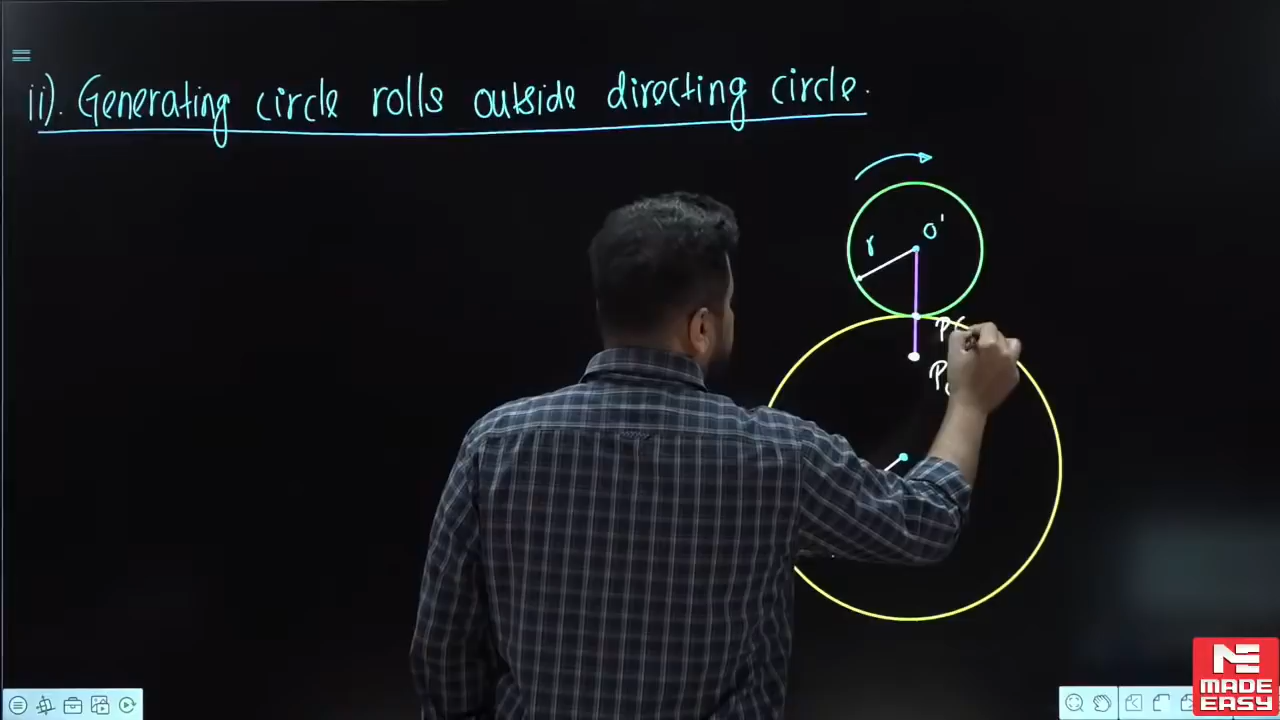 ii). Generating circle rolls outside directing circle.
O'
r
P
P
MADE
EASY